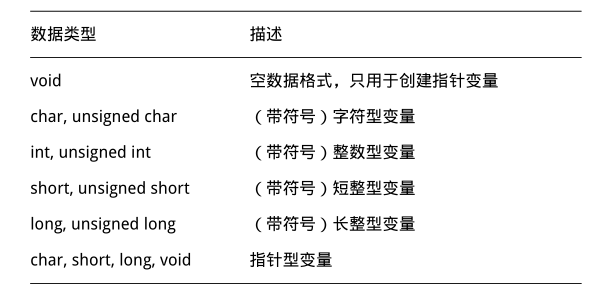 数据类型 描述
void 空数据格式，只用于创建指针变量
char, unsigned char （带符号）字符型变量
int, unsigned int （带符号）整数型变量
short, unsigned short （带符号）短整型变量
long, unsigned long （带符号）长整型变量
char, short, long, void 指针型变量